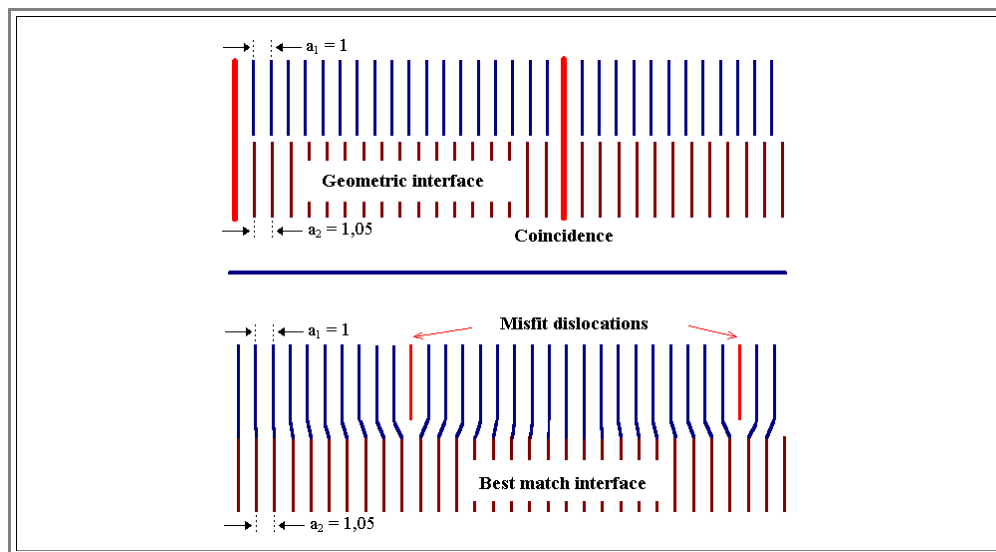 a₁ = 1
Geometric interface
a₂ = 1,05
Coincidence
Misfit dislocations
a₁ = 1
Best match interface
a₂ = 1,05